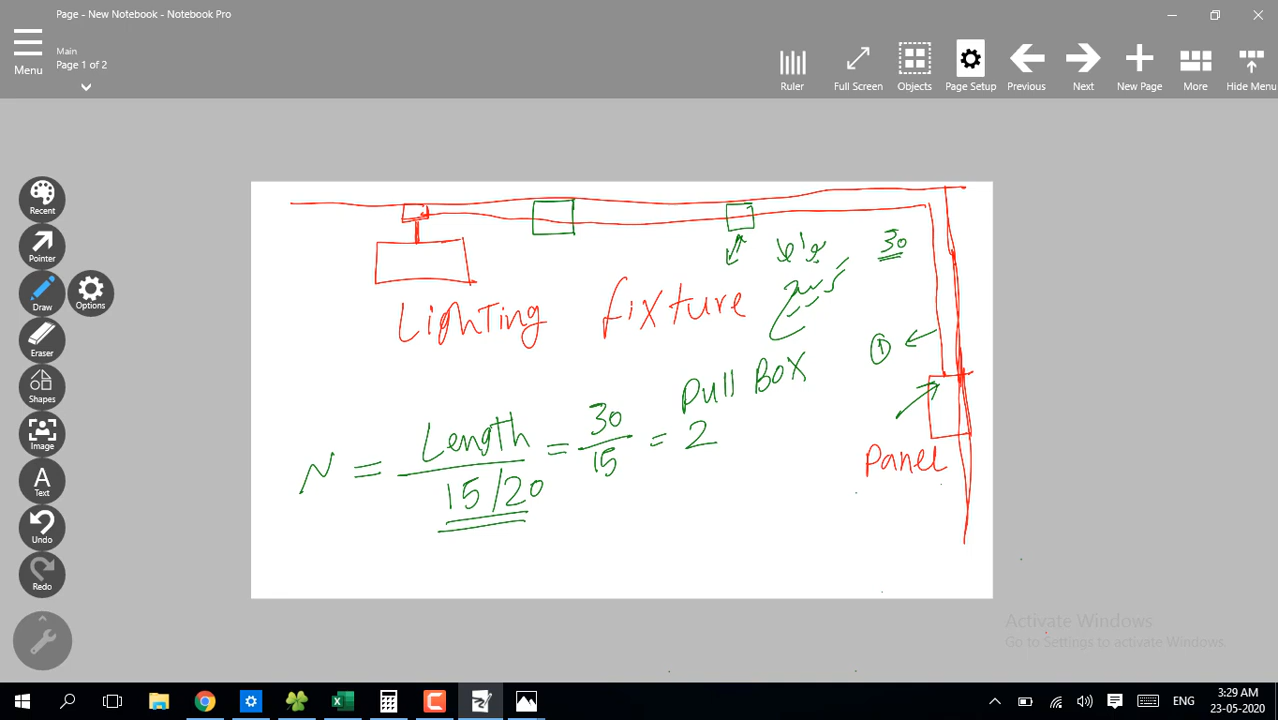 Page - New Notebook - Notebook Pro
Menu
Main
Page 1 of 2
Ruler
Full Screen
Objects
Page Setup
Previous
Next
New Page
More
Hide Menu
Recent
Pointer
Draw
Options
Eraser
Shapes
Image
Text
Undo
Redo
30
Lighting fixture
1
Pull Box
N = Length / 15/20 = 30 / 15 = 2
Panel
Activate Windows
Go to Settings to activate Windows.
ENG
3:29 AM
23-05-2020